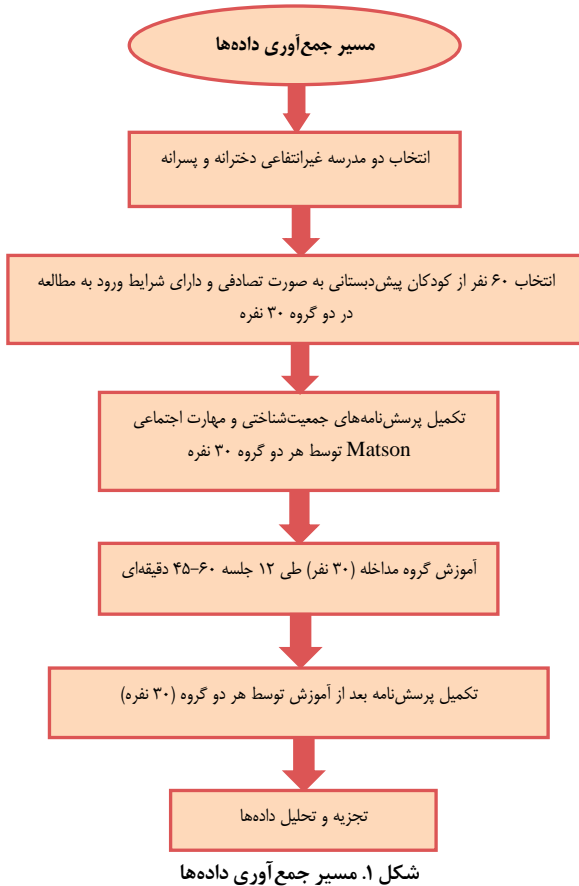 مسیر جمع‌آوری داده‌ها
انتخاب دو مدرسه غیرانتفاعی دخترانه و پسرانه
انتخاب ۶۰ نفر از کودکان پیش‌دبستانی به صورت تصادفی و دارای شرایط ورود به مطالعه
در دو گروه ۳۰ نفره
تکمیل پرسش‌نامه‌های جمعیت‌شناختی و مهارت اجتماعی
Matson توسط هر دو گروه ۳۰ نفره
آموزش گروه مداخله (۳۰ نفر) طی ۱۲ جلسه ۶۰–۴۵ دقیقه‌ای
تکمیل پرسش‌نامه بعد از آموزش توسط هر دو گروه (۳۰ نفره)
تجزیه و تحلیل داده‌ها
شکل ۱. مسیر جمع‌آوری داده‌ها